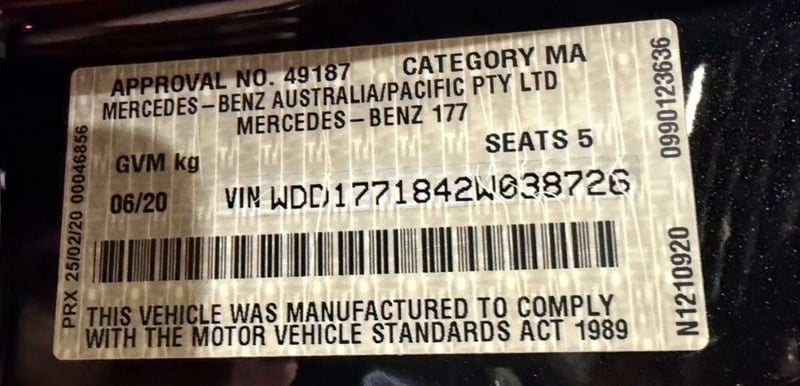 APPROVAL NO. 49187 CATEGORY MA
MERCEDES-BENZ AUSTRALIA/PACIFIC PTY LTD
MERCEDES-BENZ 177
SEATS 5
GVM kg
06/20 VIN WDD1771842W038726
THIS VEHICLE WAS MANUFACTURED TO COMPLY
WITH THE MOTOR VEHICLE STANDARDS ACT 1989
PRX 25/02/20 00046856
0990123636
N1210920